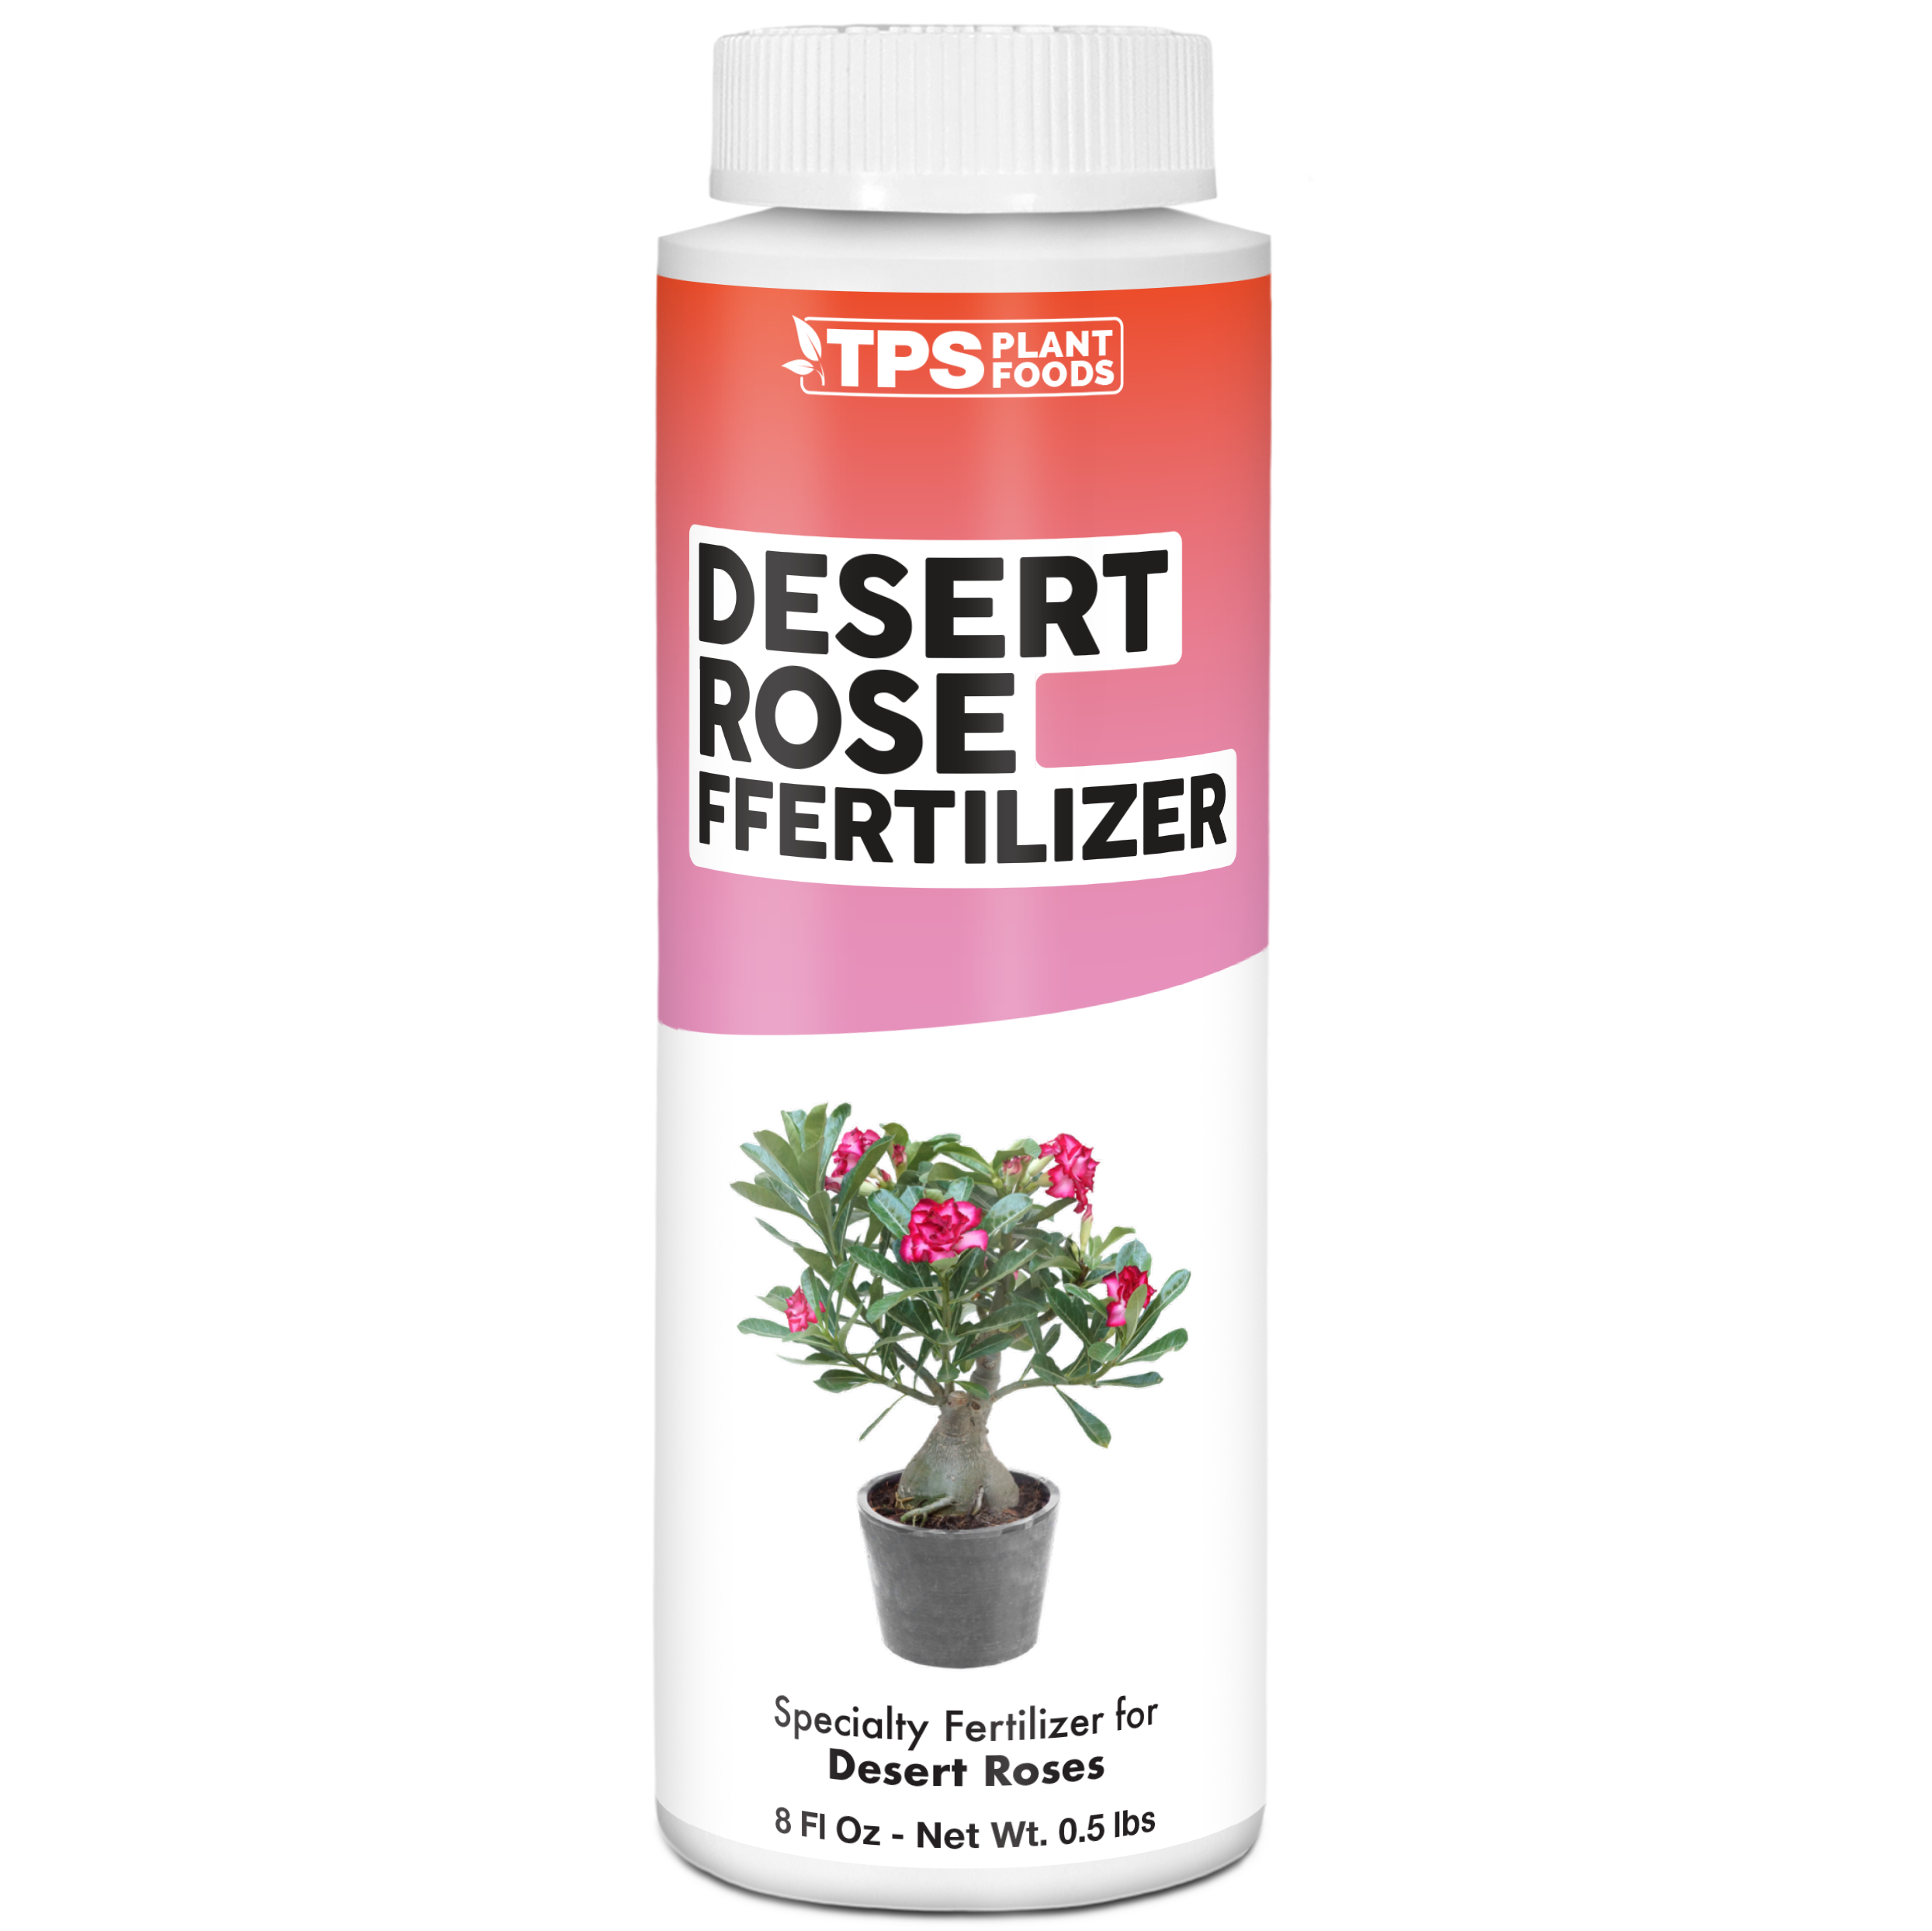 TPS PLANT FOODS
DESERT
ROSE
FFERTILIZER
Specialty Fertilizer for
Desert Roses
8 Fl Oz - Net Wt. 0.5 lbs